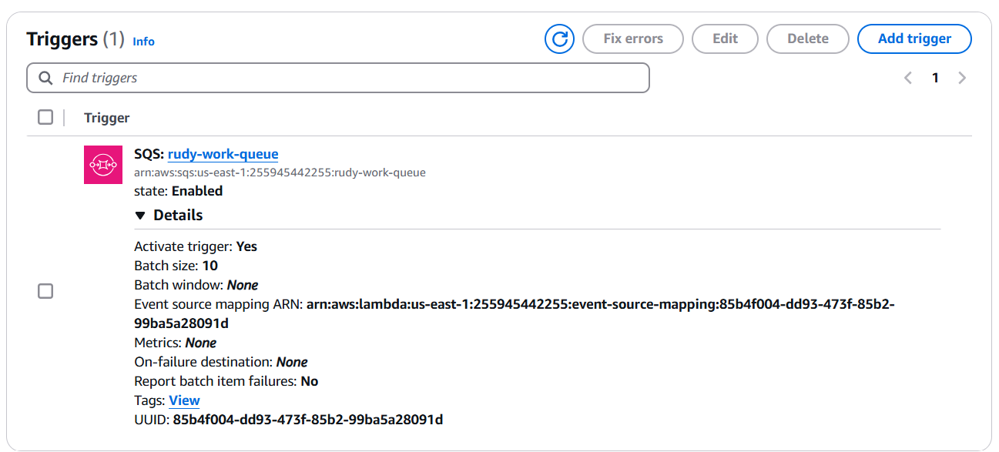 Triggers (1) Info
Fix errors
Edit
Delete
Add trigger
Find triggers
1
Trigger
SQS: rudy-work-queue
arn:aws:sqs:us-east-1:255945442255:rudy-work-queue
state: Enabled
Details
Activate trigger: Yes
Batch size: 10
Batch window: None
Event source mapping ARN: arn:aws:lambda:us-east-1:255945442255:event-source-mapping:85b4f004-dd93-473f-85b2-
99ba5a28091d
Metrics: None
On-failure destination: None
Report batch item failures: No
Tags: View
UUID: 85b4f004-dd93-473f-85b2-99ba5a28091d